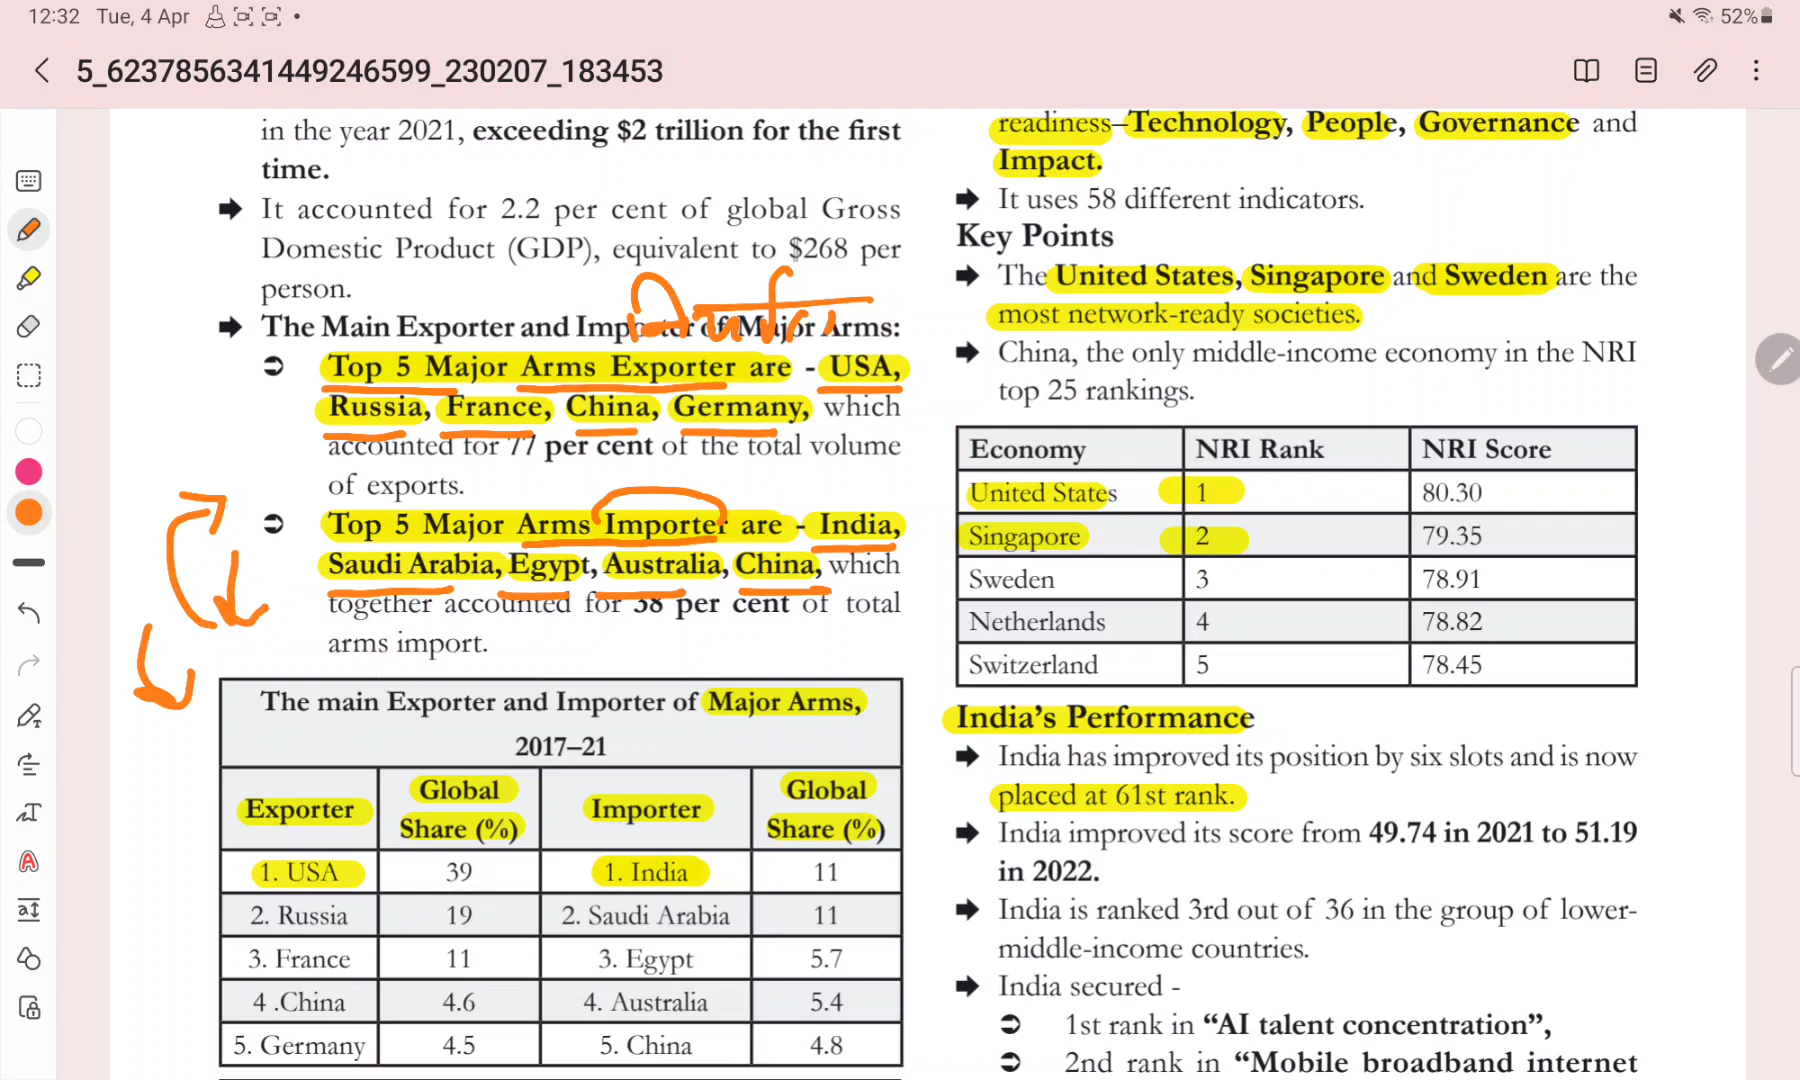 12:32 Tue, 4 Apr
52%
5_6237856341449246599_230207_183453
in the year 2021, exceeding $2 trillion for the first
time.
It accounted for 2.2 per cent of global Gross
Domestic Product (GDP), equivalent to $268 per
person.
The Main Exporter and Importer of Major Arms:
Top 5 Major Arms Exporter are - USA,
Russia, France, China, Germany, which
accounted for 77 per cent of the total volume
of exports.
Top 5 Major Arms Importer are - India,
Saudi Arabia, Egypt, Australia, China, which
together accounted for 38 per cent of total
arms import.
The main Exporter and Importer of Major Arms,
2017–21
Exporter Global Share (%) Importer Global Share (%)
1. USA 39 1. India 11
2. Russia 19 2. Saudi Arabia 11
3. France 11 3. Egypt 5.7
4 .China 4.6 4. Australia 5.4
5. Germany 4.5 5. China 4.8
readiness–Technology, People, Governance and
Impact.
It uses 58 different indicators.
Key Points
The United States, Singapore and Sweden are the
most network-ready societies.
China, the only middle-income economy in the NRI
top 25 rankings.
Economy NRI Rank NRI Score
United States 1 80.30
Singapore 2 79.35
Sweden 3 78.91
Netherlands 4 78.82
Switzerland 5 78.45
India's Performance
India has improved its position by six slots and is now
placed at 61st rank.
India improved its score from 49.74 in 2021 to 51.19
in 2022.
India is ranked 3rd out of 36 in the group of lower-
middle-income countries.
India secured -
1st rank in “AI talent concentration”,
2nd rank in “Mobile broadband internet